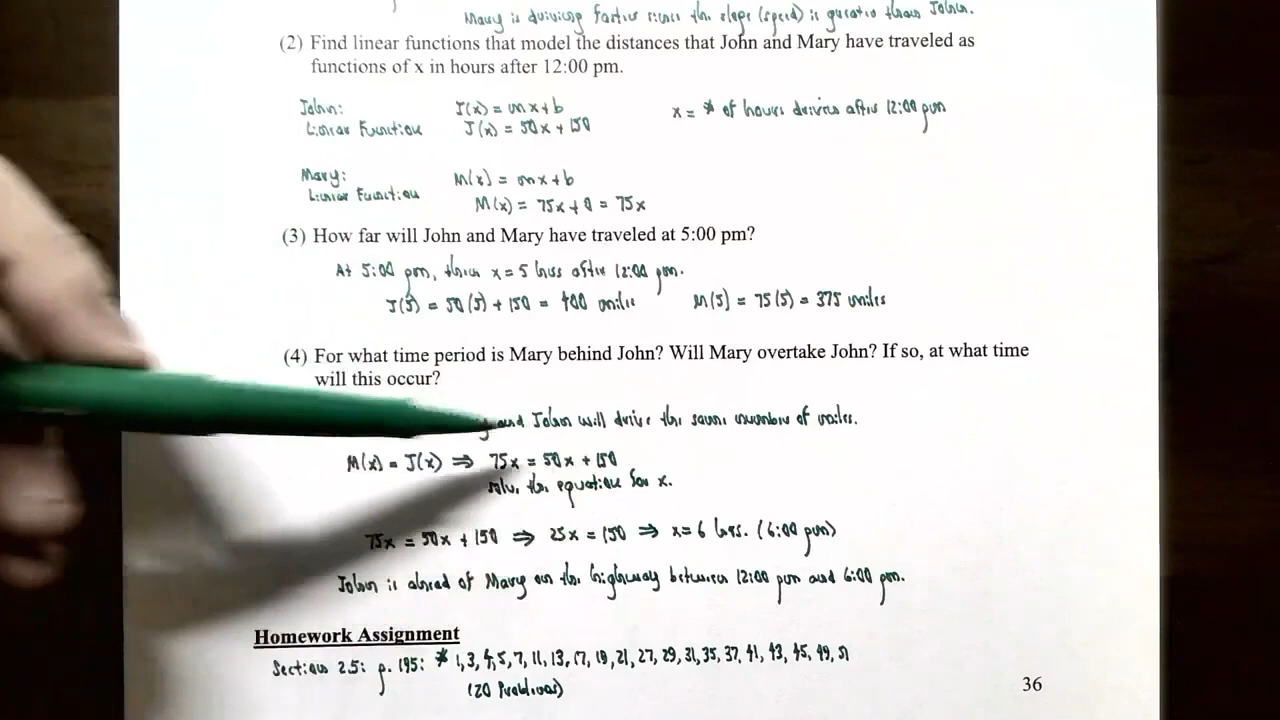 Mary is driving faster since the slope (speed) is greater than John.
(2) Find linear functions that model the distances that John and Mary have traveled as
functions of x in hours after 12:00 pm.
John: J(x) = mx + b x = # of hours driven after 12:00 pm
Linear Function J(x) = 50x + 150
Mary: M(x) = mx + b
Linear Function M(x) = 75x + 0 = 75x
(3) How far will John and Mary have traveled at 5:00 pm?
At 5:00 pm, then x = 5 hrs after 12:00 pm.
J(5) = 50(5) + 150 = 400 miles M(5) = 75(5) = 375 miles
(4) For what time period is Mary behind John? Will Mary overtake John? If so, at what time
will this occur?
and John will drive the same number of miles.
M(x) = J(x) ⇒ 75x = 50x + 150
solve the equation for x.
75x = 50x + 150 ⇒ 25x = 150 ⇒ x = 6 hrs. (6:00 pm)
John is ahead of Mary on the highway between 12:00 pm and 6:00 pm.
Homework Assignment
Section 2.5: p. 195: # 1, 3, 4, 5, 7, 11, 13, 17, 19, 21, 27, 29, 31, 35, 37, 41, 43, 45, 49, 51
(20 Problems)
36